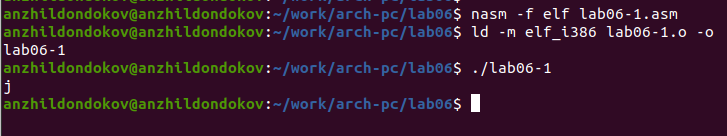 anzhildondokov@anzhildondokov:~/work/arch-pc/lab06$ nasm -f elf lab06-1.asm
anzhildondokov@anzhildondokov:~/work/arch-pc/lab06$ ld -m elf_i386 lab06-1.o -o
lab06-1
anzhildondokov@anzhildondokov:~/work/arch-pc/lab06$ ./lab06-1
j
anzhildondokov@anzhildondokov:~/work/arch-pc/lab06$